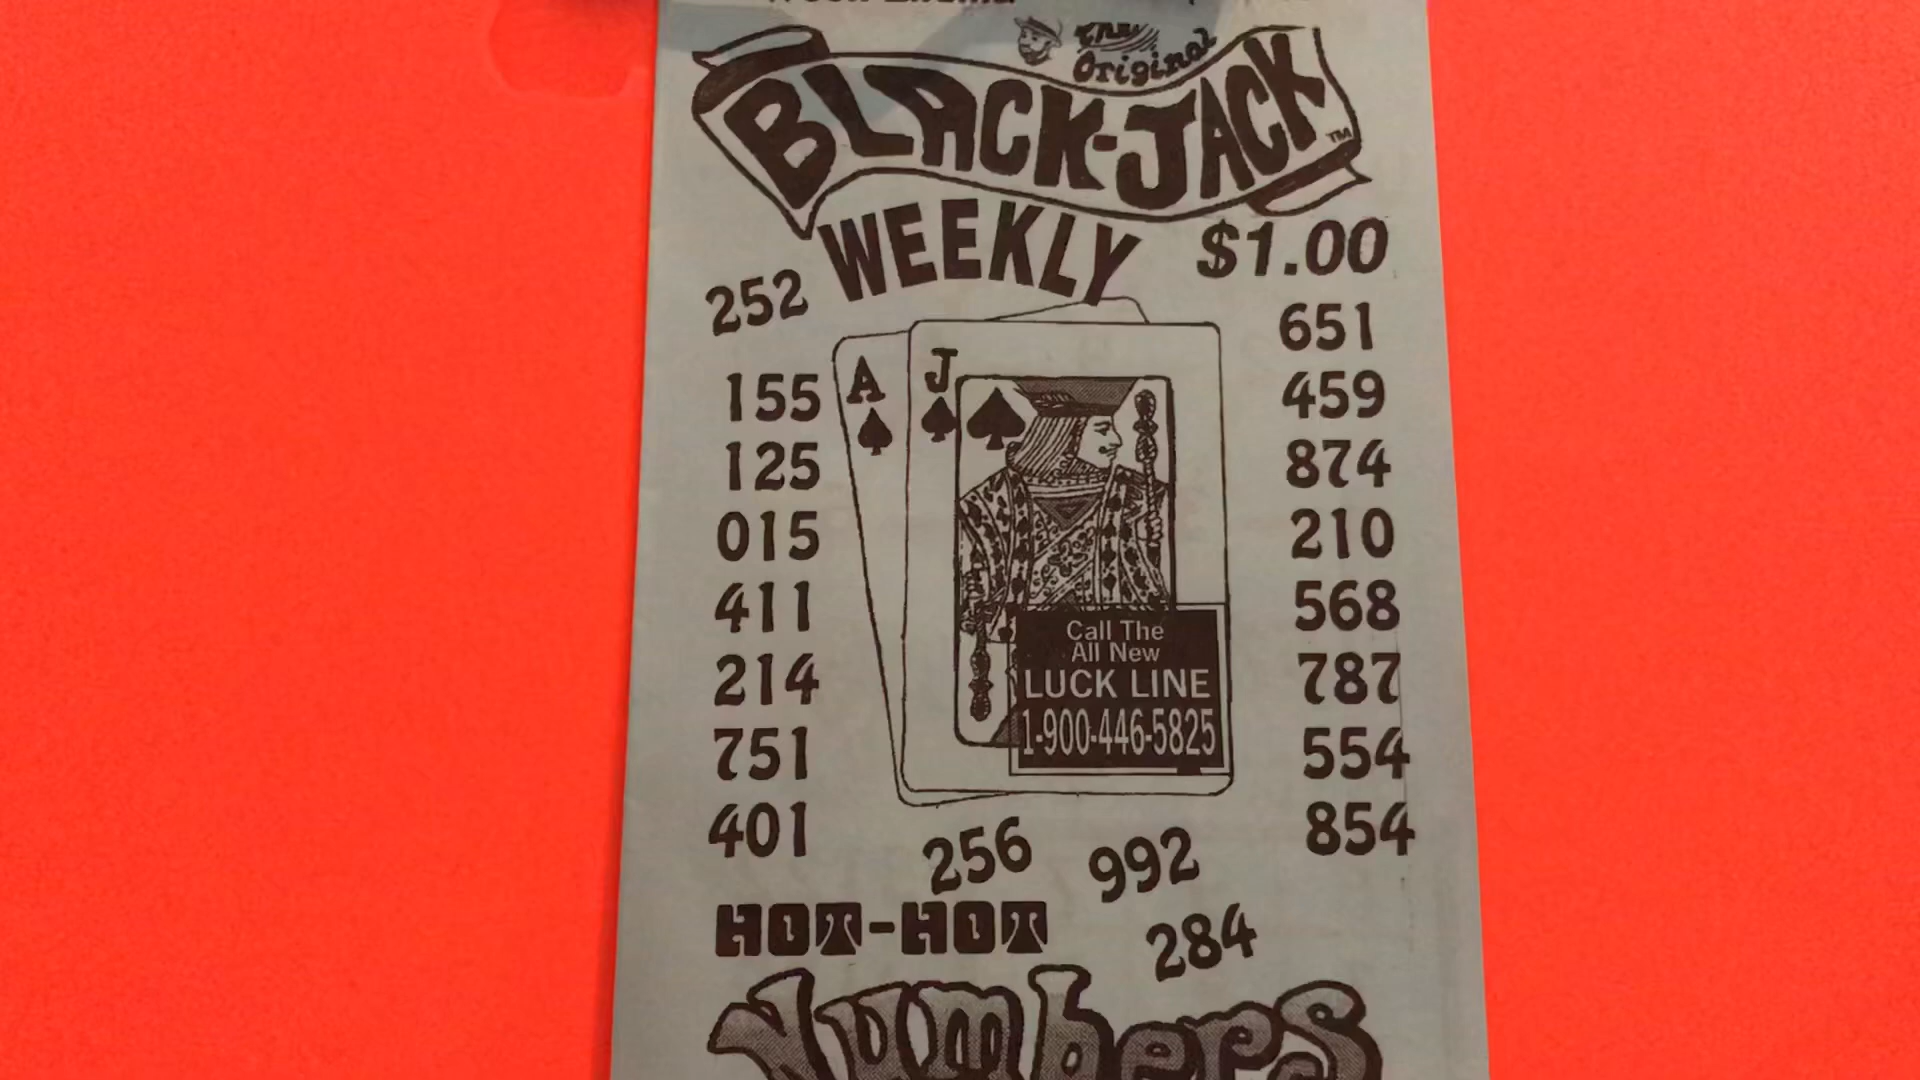 The
Original
BLACK-JACK™
WEEKLY $1.00
252 651
155 A J 459
125 874
015 210
411 568
Call The
All New
214 LUCK LINE 787
751 1-900-446-5825 554
401 854
256 992
HOT-HOT 284
Numbers